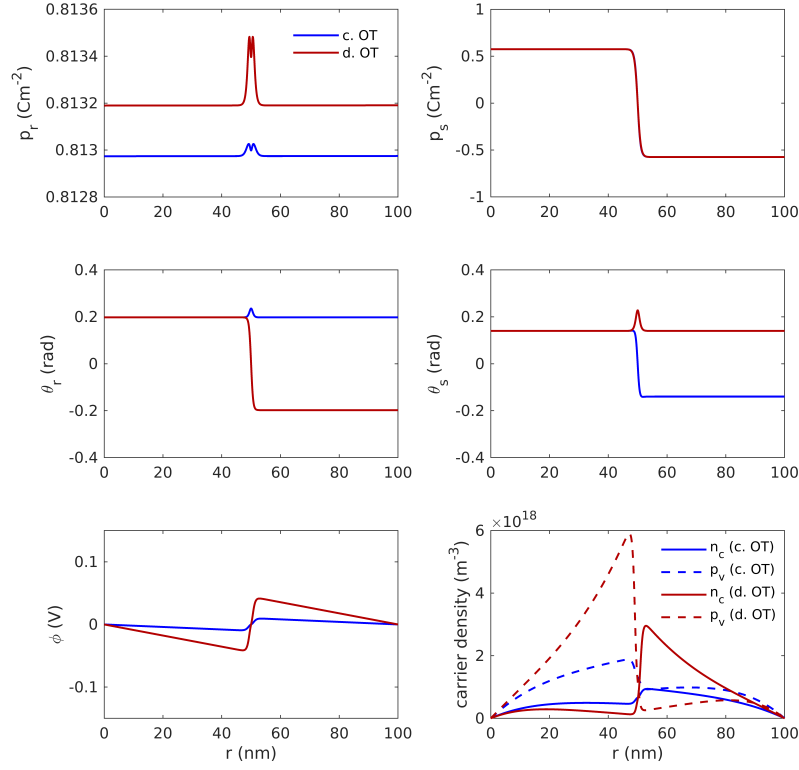 0.8136
0.8134
0.8132
0.813
0.8128
p_r (Cm^-2)
c. OT
d. OT
0 20 40 60 80 100
1
0.5
0
-0.5
-1
p_s (Cm^-2)
0 20 40 60 80 100
0.4
0.2
0
-0.2
-0.4
θ_r (rad)
0 20 40 60 80 100
0.4
0.2
0
-0.2
-0.4
θ_s (rad)
0 20 40 60 80 100
0.1
0
-0.1
ϕ (V)
0 20 40 60 80 100
r (nm)
×10^18
6
4
2
0
carrier density (m^-3)
n_c (c. OT)
p_v (c. OT)
n_c (d. OT)
p_v (d. OT)
0 20 40 60 80 100
r (nm)